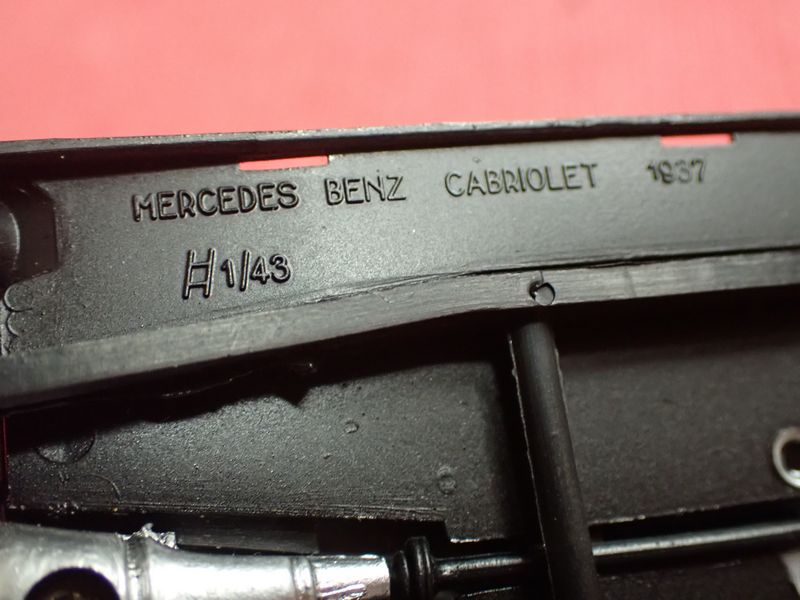 MERCEDES BENZ CABRIOLET 1937
H 1/43